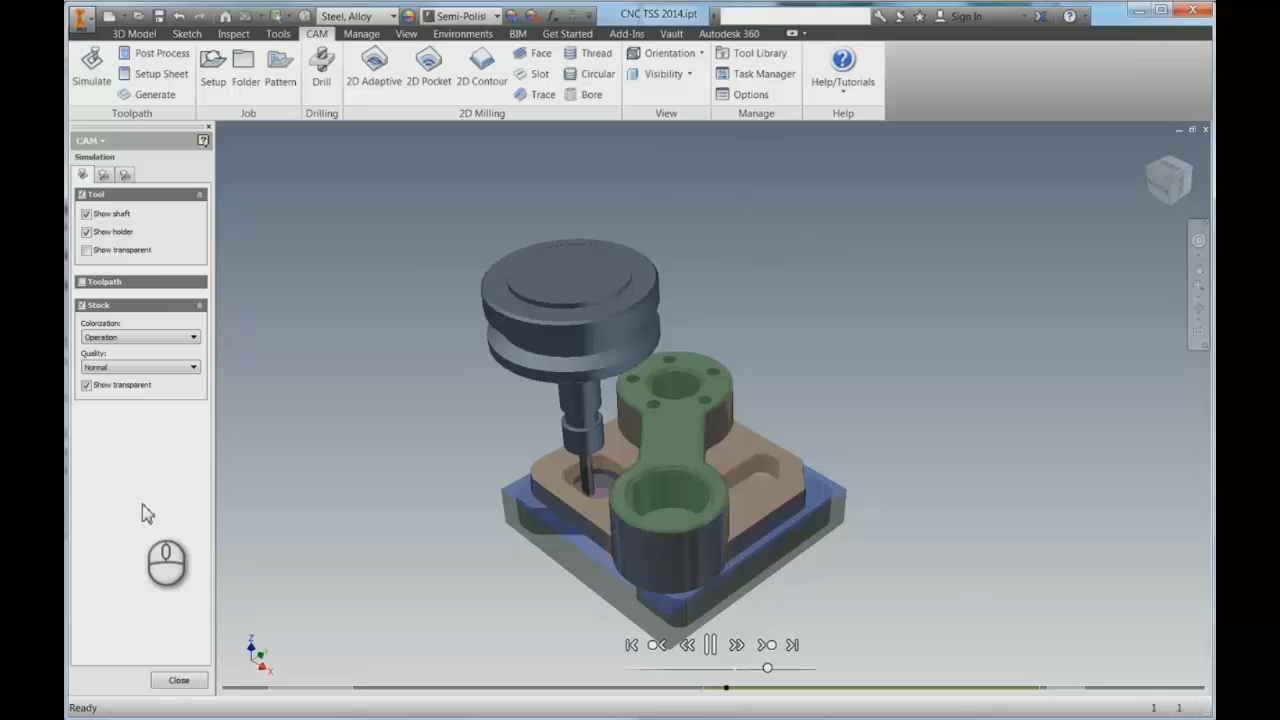 Steel, Alloy
Semi-Polisl
CNC TSS 2014.ipt
Sign In
PRO
3D Model Sketch Inspect Tools CAM Manage View Environments BIM Get Started Add-Ins Vault Autodesk 360
Simulate
Post Process
Setup Sheet
Generate
Toolpath
Setup Folder Pattern
Job
Drill
Drilling
2D Adaptive 2D Pocket 2D Contour
Face Thread
Slot Circular
Trace Bore
2D Milling
Orientation
Visibility
View
Tool Library
Task Manager
Options
Manage
Help/Tutorials
Help
CAM
Simulation
Tool
Show shaft
Show holder
Show transparent
Toolpath
Stock
Colorization:
Operation
Quality:
Normal
Show transparent
Close
Z
X
Ready
1 1